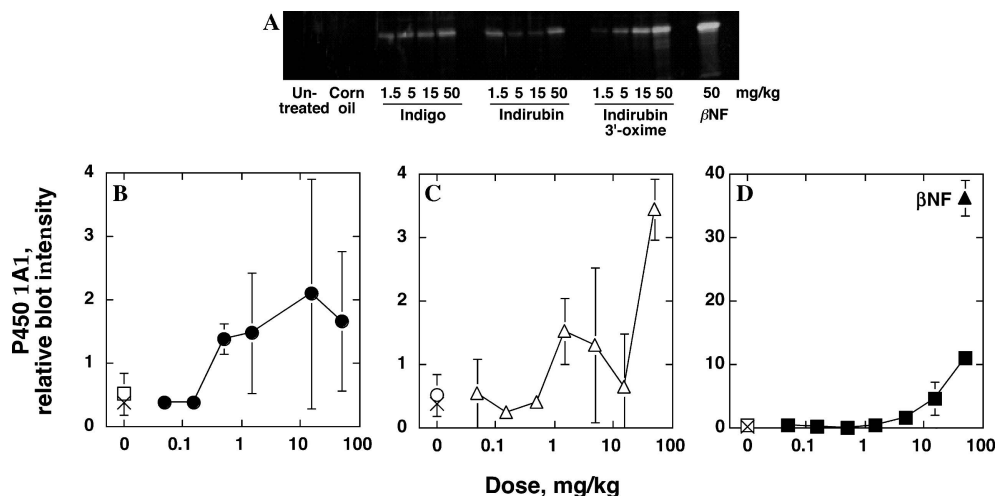 A
Un-
treated
Corn
oil
1.5 5 15 50
Indigo
1.5 5 15 50
Indirubin
1.5 5 15 50
Indirubin
3'-oxime
50 mg/kg
βNF
P450 1A1,
relative blot intensity
B
4
3
2
1
0
0 0.1 1 10 100
C
4
3
2
1
0
0 0.1 1 10 100
D
βNF
40
30
20
10
0
0 0.1 1 10 100
Dose, mg/kg